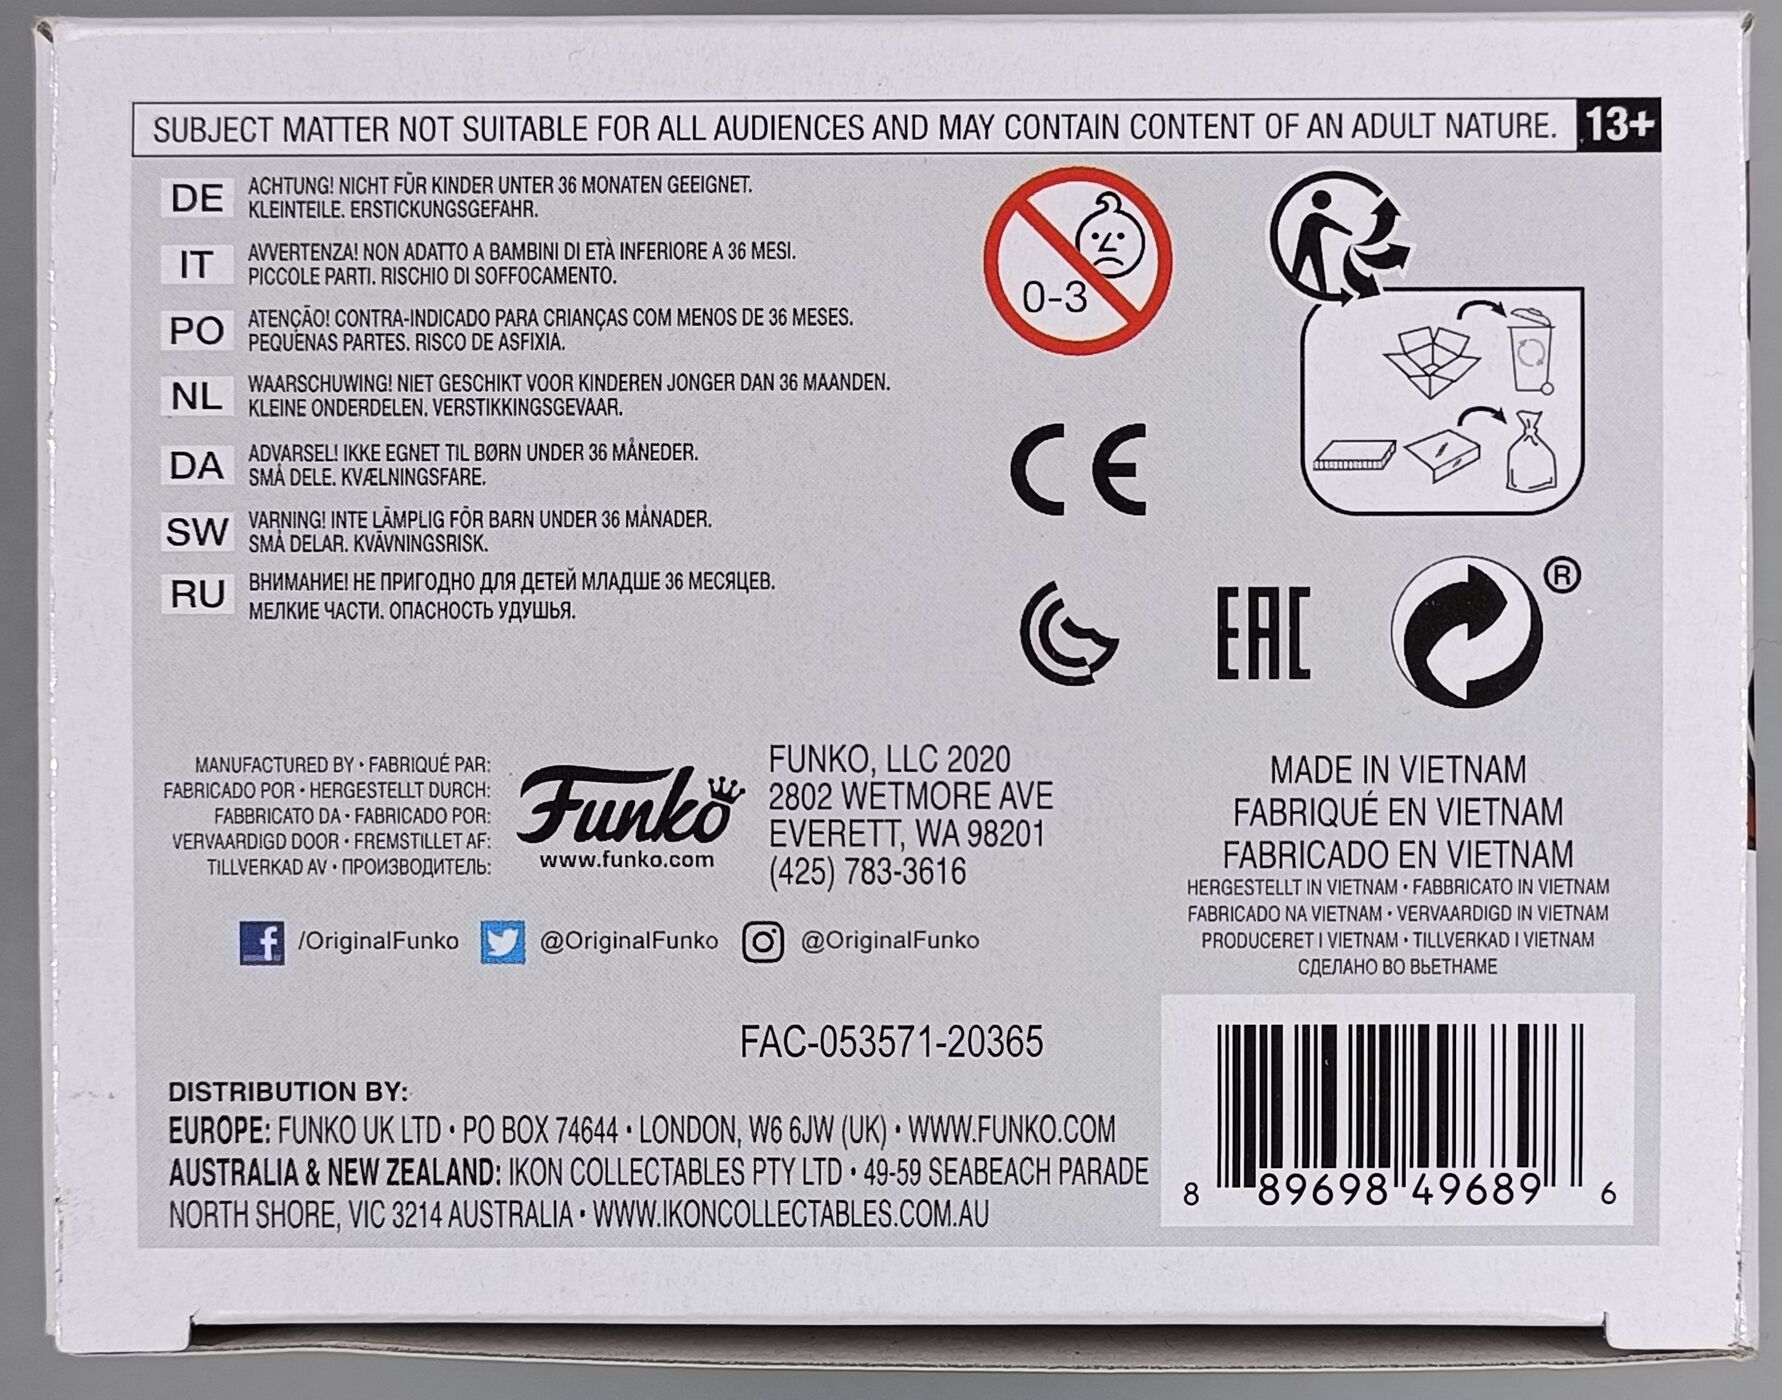 SUBJECT MATTER NOT SUITABLE FOR ALL AUDIENCES AND MAY CONTAIN CONTENT OF AN ADULT NATURE. 13+
DE ACHTUNG! NICHT FÜR KINDER UNTER 36 MONATEN GEEIGNET.
KLEINTEILE. ERSTICKUNGSGEFAHR.
IT AVVERTENZA! NON ADATTO A BAMBINI DI ETÀ INFERIORE A 36 MESI.
PICCOLE PARTI. RISCHIO DI SOFFOCAMENTO.
PO ATENÇÃO! CONTRA-INDICADO PARA CRIANÇAS COM MENOS DE 36 MESES.
PEQUENAS PARTES. RISCO DE ASFIXIA.
NL WAARSCHUWING! NIET GESCHIKT VOOR KINDEREN JONGER DAN 36 MAANDEN.
KLEINE ONDERDELEN. VERSTIKKINGSGEVAAR.
DA ADVARSEL! IKKE EGNET TIL BØRN UNDER 36 MÅNEDER.
SMÅ DELE. KVÆLNINGSFARE.
SW VARNING! INTE LÄMPLIG FÖR BARN UNDER 36 MÅNADER.
SMÅ DELAR. KVÄVNINGSRISK.
RU ВНИМАНИЕ! НЕ ПРИГОДНО ДЛЯ ДЕТЕЙ МЛАДШЕ 36 МЕСЯЦЕВ.
МЕЛКИЕ ЧАСТИ. ОПАСНОСТЬ УДУШЬЯ.
0-3
CE
EAC
®
MANUFACTURED BY • FABRIQUÉ PAR:
FABRICADO POR • HERGESTELLT DURCH:
FABBRICATO DA • FABRICADO POR:
VERVAARDIGD DOOR • FREMSTILLET AF:
TILLVERKAD AV • ПРОИЗВОДИТЕЛЬ:
Funko
www.funko.com
FUNKO, LLC 2020
2802 WETMORE AVE
EVERETT, WA 98201
(425) 783-3616
MADE IN VIETNAM
FABRIQUÉ EN VIETNAM
FABRICADO EN VIETNAM
HERGESTELLT IN VIETNAM • FABBRICATO IN VIETNAM
FABRICADO NA VIETNAM • VERVAARDIGD IN VIETNAM
PRODUCERET I VIETNAM • TILLVERKAD I VIETNAM
СДЕЛАНО ВО ВЬЕТНАМЕ
f /OriginalFunko @OriginalFunko @OriginalFunko
FAC-053571-20365
DISTRIBUTION BY:
EUROPE: FUNKO UK LTD • PO BOX 74644 • LONDON, W6 6JW (UK) • WWW.FUNKO.COM
AUSTRALIA & NEW ZEALAND: IKON COLLECTABLES PTY LTD • 49-59 SEABEACH PARADE
NORTH SHORE, VIC 3214 AUSTRALIA • WWW.IKONCOLLECTABLES.COM.AU
8 89698 49689 6